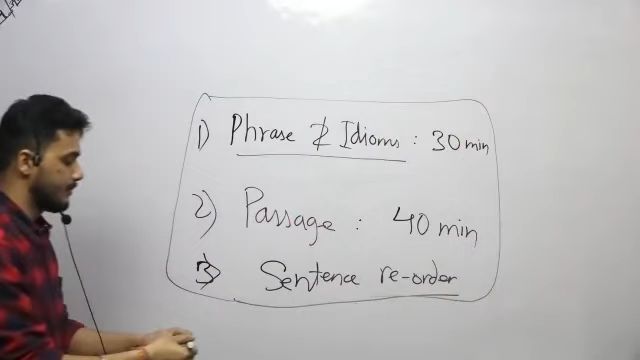 1) Phrase & Idioms : 30 min
2) Passage : 40 min
3) Sentence re-order